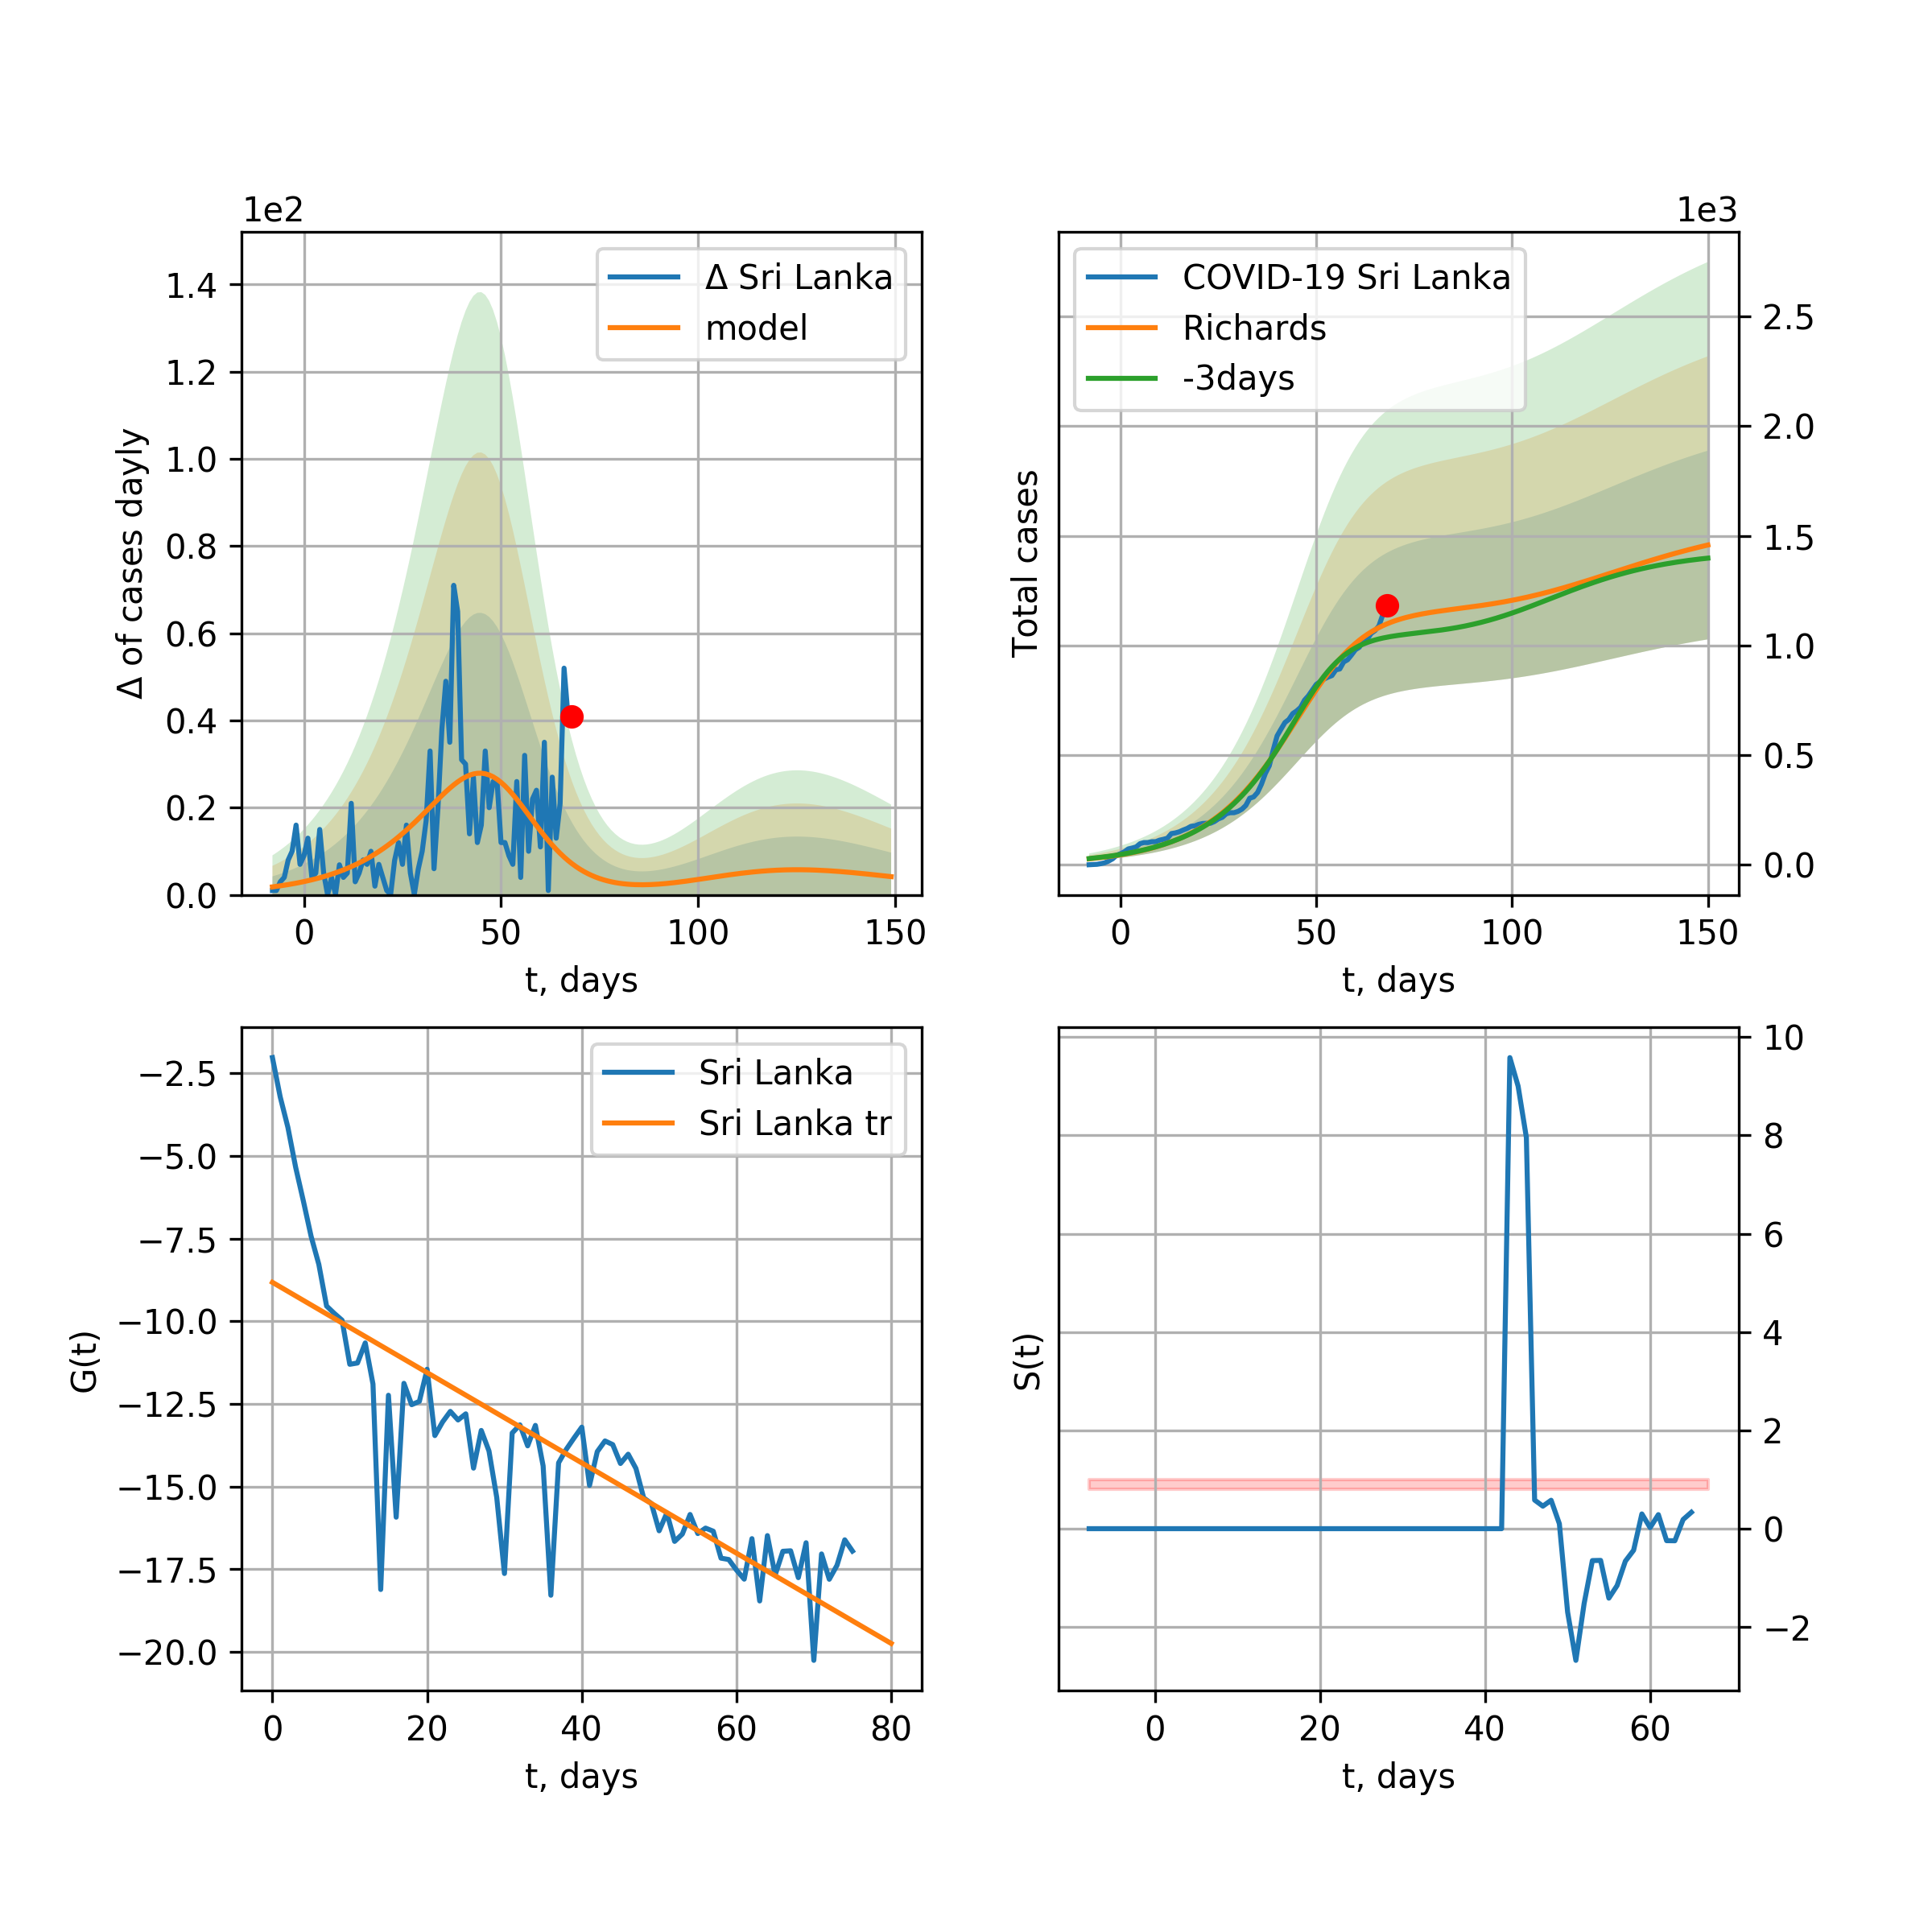 1e2
Δ Sri Lanka
model
1.4
1.2
1.0
0.8
0.6
0.4
0.2
0.0
Δ of cases dayly
0 50 100 150
t, days
1e3
COVID-19 Sri Lanka
Richards
-3days
2.5
2.0
1.5
1.0
0.5
0.0
Total cases
0 50 100 150
t, days
Sri Lanka
Sri Lanka tr
−2.5
−5.0
−7.5
−10.0
−12.5
−15.0
−17.5
−20.0
G(t)
0 20 40 60 80
t, days
10
8
6
4
2
0
−2
S(t)
0 20 40 60
t, days